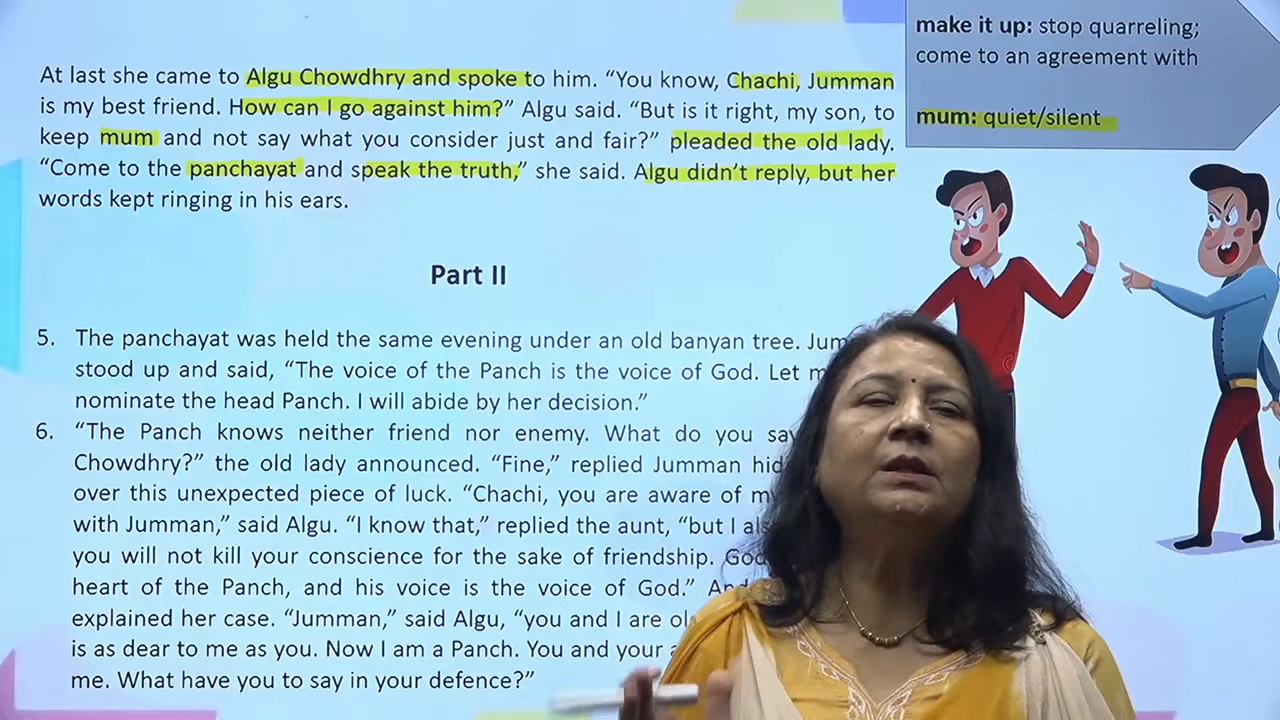 make it up: stop quarreling;
come to an agreement with
mum: quiet/silent
At last she came to Algu Chowdhry and spoke to him. “You know, Chachi, Jumman
is my best friend. How can I go against him?” Algu said. “But is it right, my son, to
keep mum and not say what you consider just and fair?” pleaded the old lady.
“Come to the panchayat and speak the truth,” she said. Algu didn’t reply, but her
words kept ringing in his ears.
Part II
5. The panchayat was held the same evening under an old banyan tree.
stood up and said, “The voice of the Panch is the voice of God. Let
nominate the head Panch. I will abide by her decision.”
6. “The Panch knows neither friend nor enemy. What do you
Chowdhry?” the old lady announced. “Fine,” replied Jumman
over this unexpected piece of luck. “Chachi, you are aware of
with Jumman,” said Algu. “I know that,” replied the aunt, “but I
you will not kill your conscience for the sake of friendship.
heart of the Panch, and his voice is the voice of God.”
explained her case. “Jumman,” said Algu, “you and I are
is as dear to me as you. Now I am a Panch. You and your
me. What have you to say in your defence?”